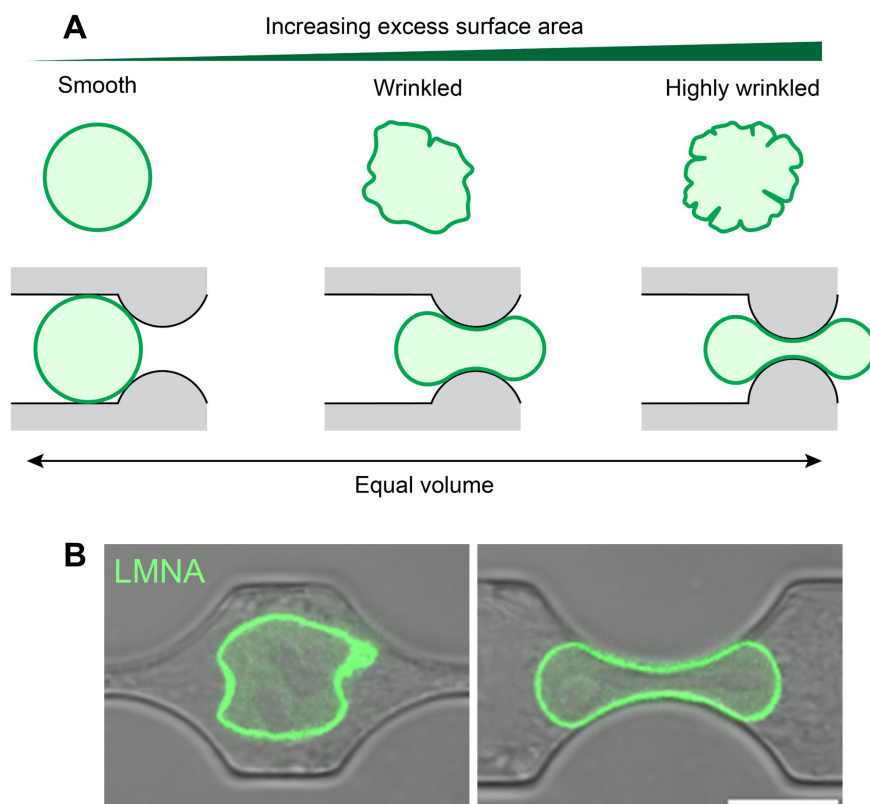 A
Increasing excess surface area
Smooth
Wrinkled
Highly wrinkled
Equal volume
B
LMNA